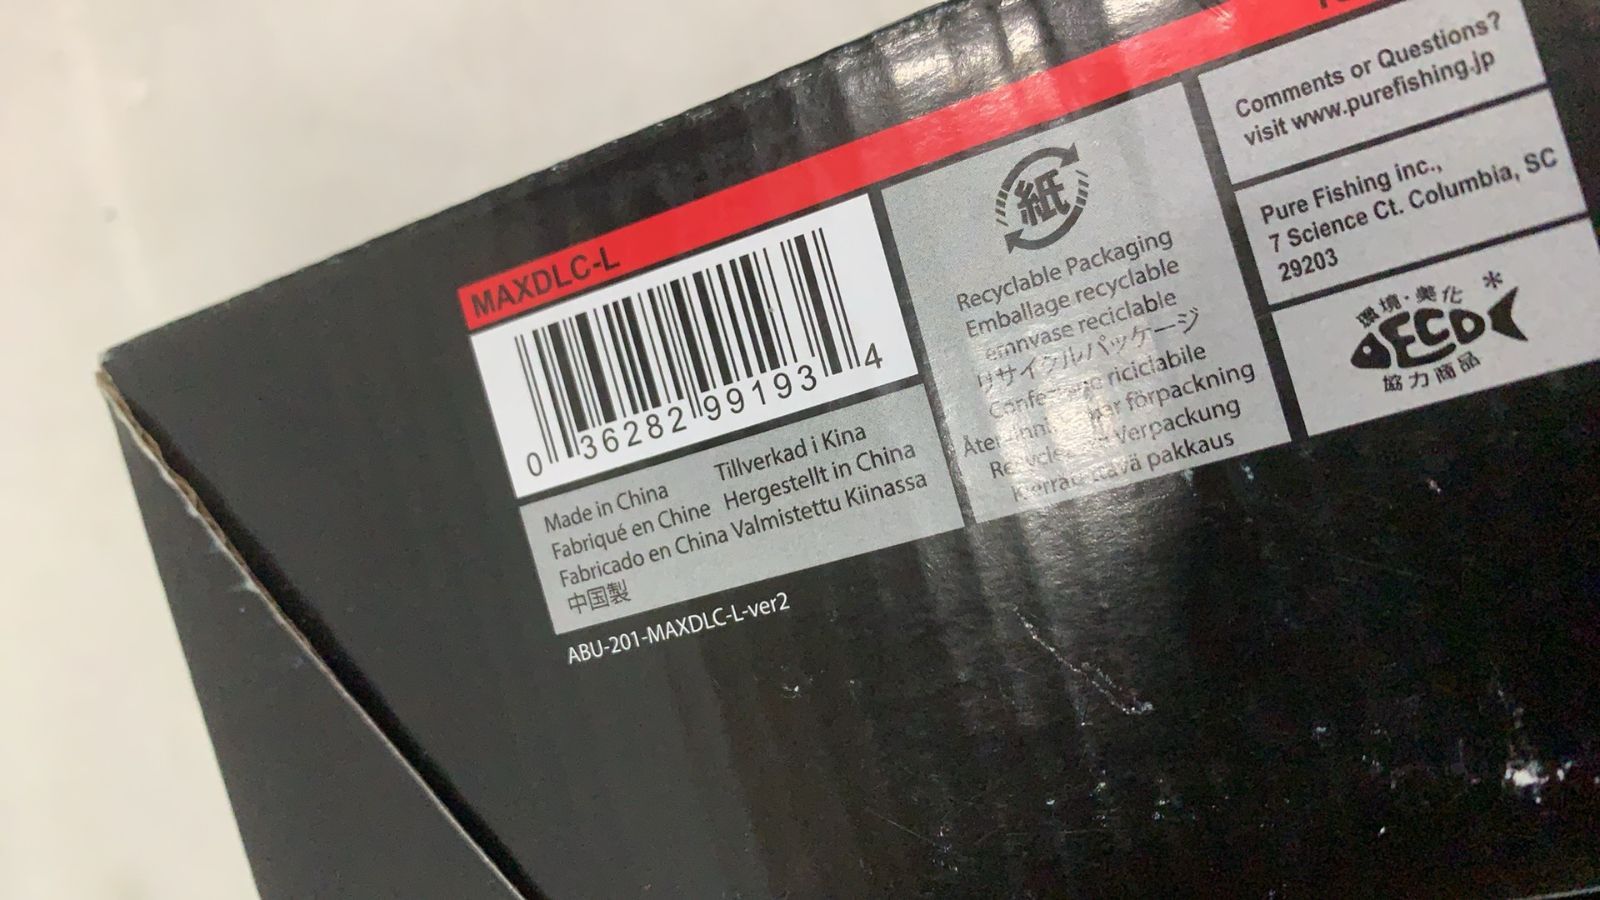 MAXDLC-L
0 36282 99193 4
Made in China Tillverkad i Kina
Fabriqué en Chine Hergestellt in China
Fabricado en China Valmistettu Kiinassa
中国製
ABU-201-MAXDLC-L-ver2
紙
Recyclable Packaging
Emballage recyclable
emnvase reciclable
リサイクルパッケージ
riciclabile
förpackning
Verpackung
pakkaus
Comments or Questions?
visit www.purefishing.jp
Pure Fishing inc.,
7 Science Ct. Columbia, SC
29203
環境・美化 *
ECO
協力商品